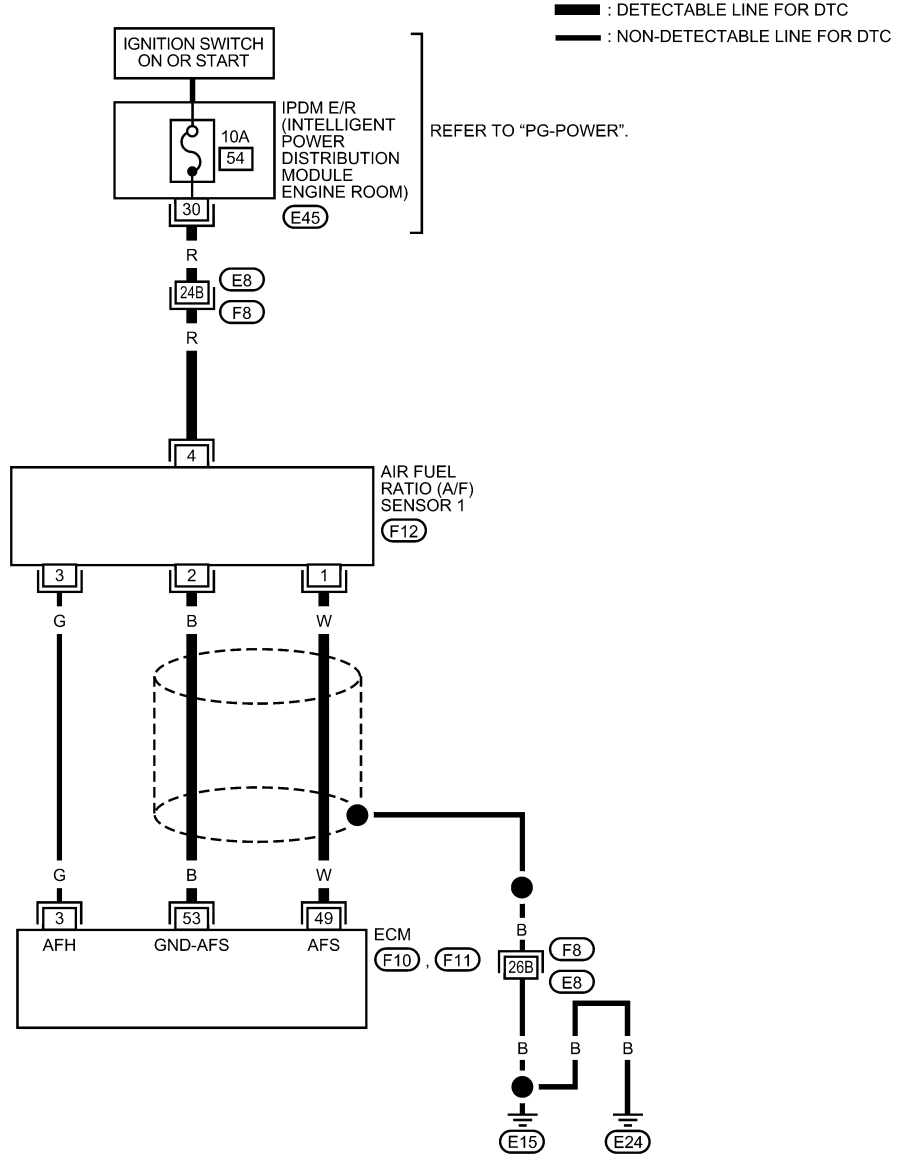 : DETECTABLE LINE FOR DTC
: NON-DETECTABLE LINE FOR DTC
IGNITION SWITCH
ON OR START
IPDM E/R
(INTELLIGENT
POWER
DISTRIBUTION
MODULE
ENGINE ROOM)
E45
10A
54
REFER TO “PG-POWER”.
30
R
24B
E8
F8
R
4
AIR FUEL
RATIO (A/F)
SENSOR 1
F12
3 2 1
G B W
G B W
3 53 49
AFH GND-AFS AFS
ECM
F10 , F11
B
26B
F8
E8
B B B
E15 E24